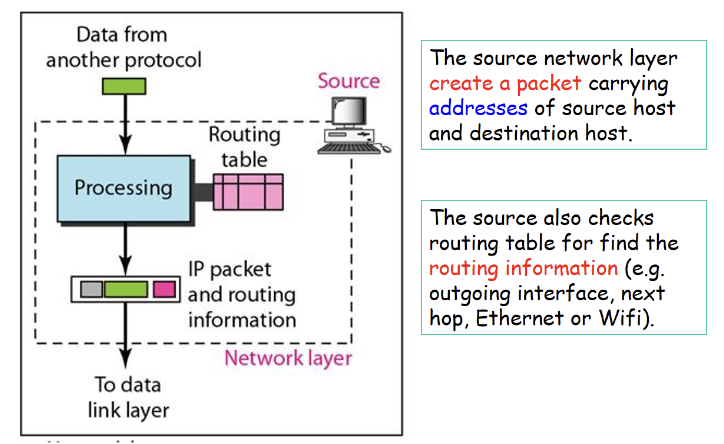 Data from
another protocol
Source
Routing
table
Processing
IP packet
and routing
information
Network layer
To data
link layer
The source network layer
create a packet carrying
addresses of source host
and destination host.
The source also checks
routing table for find the
routing information (e.g.
outgoing interface, next
hop, Ethernet or Wifi).